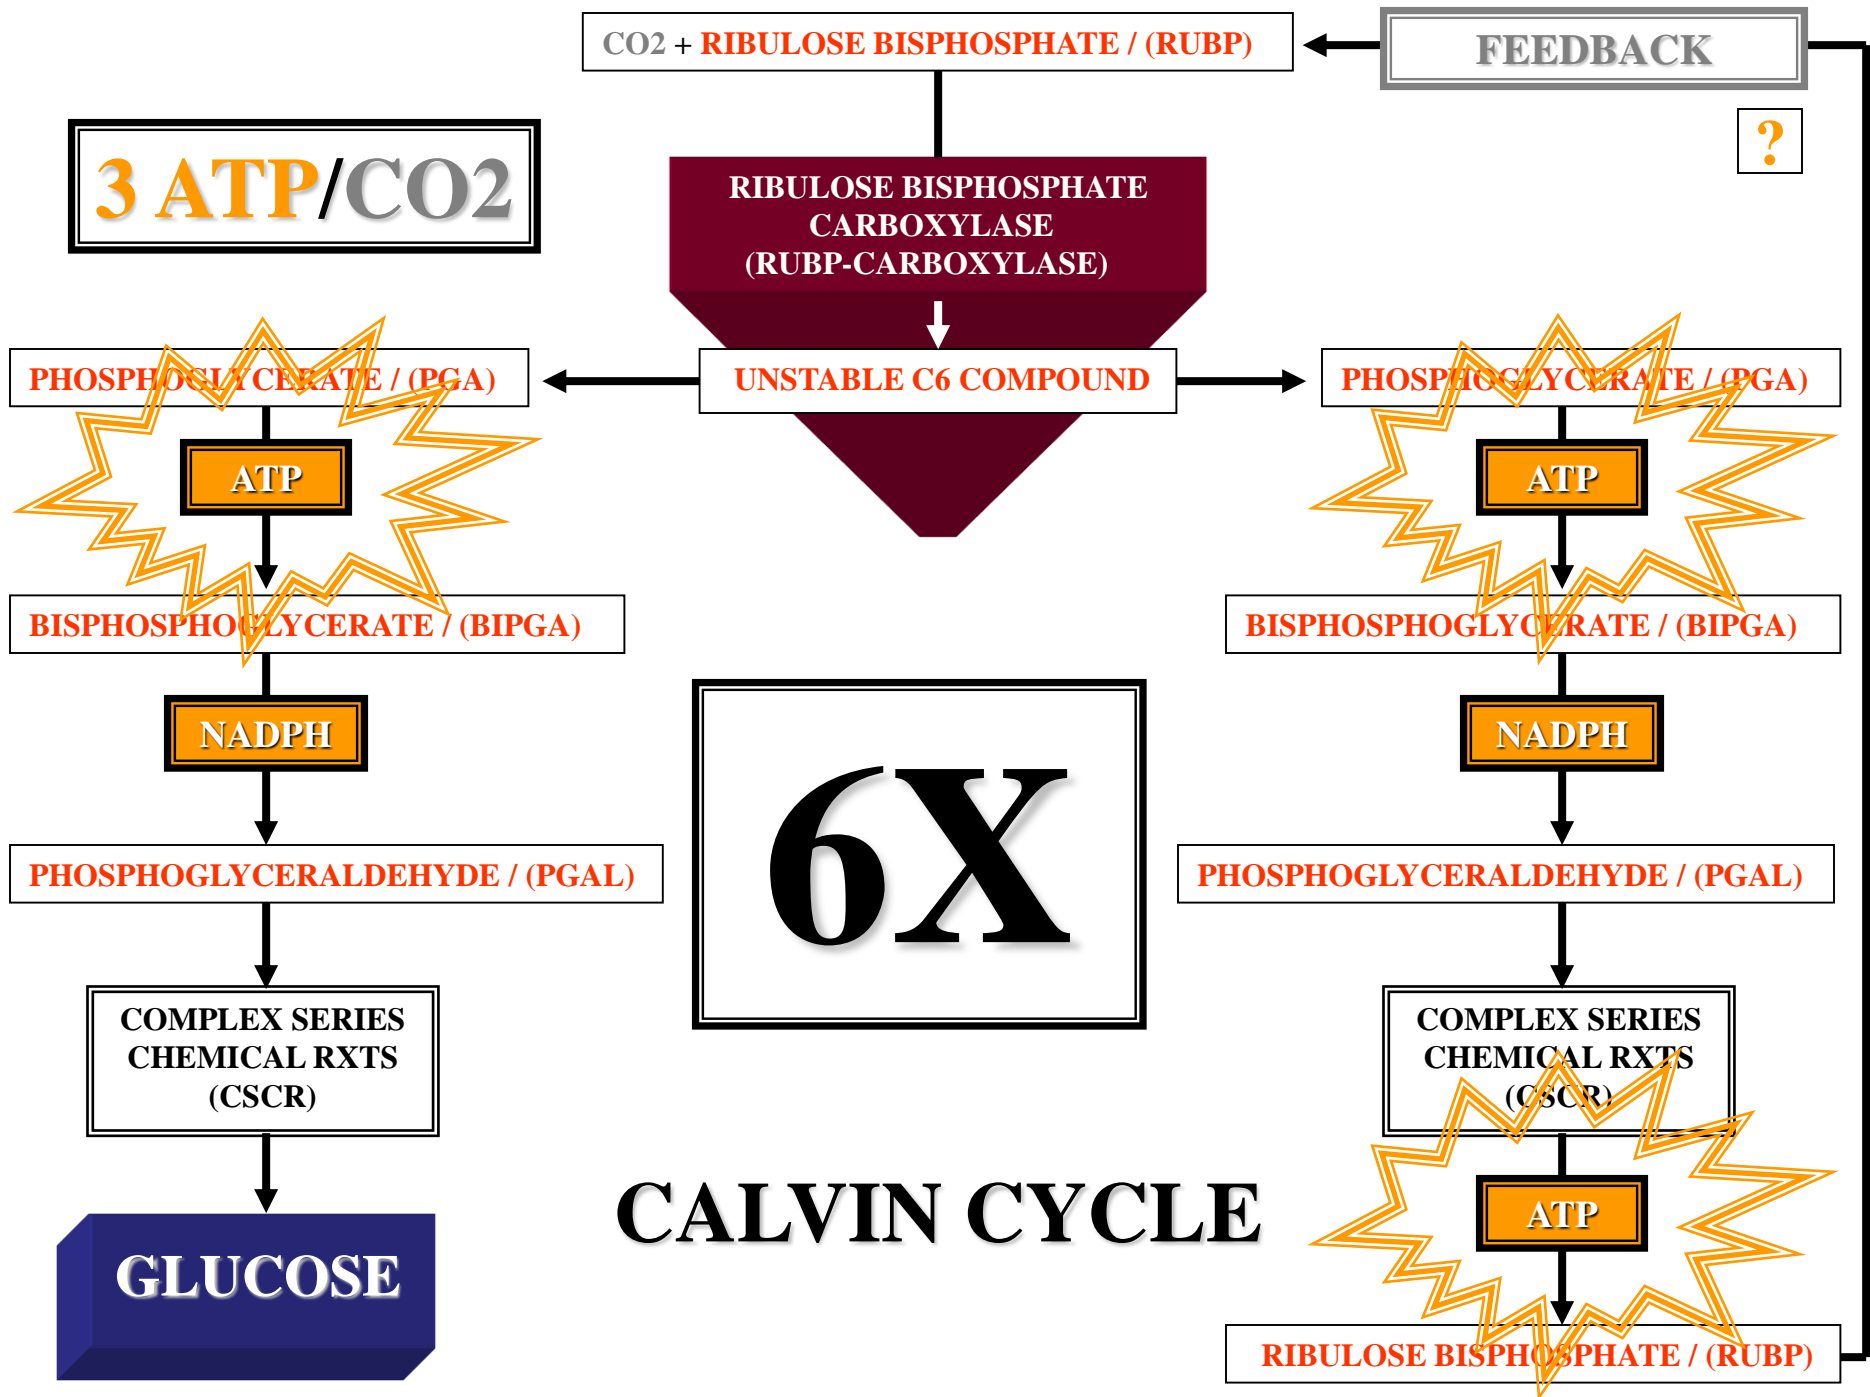 CO2 + RIBULOSE BISPHOSPHATE / (RUBP)
FEEDBACK
?
3 ATP/CO2
RIBULOSE BISPHOSPHATE
CARBOXYLASE
(RUBP-CARBOXYLASE)
PHOSPHOGLYCERATE / (PGA)
UNSTABLE C6 COMPOUND
PHOSPHOGLYCERATE / (PGA)
ATP
ATP
BISPHOSPHOGLYCERATE / (BIPGA)
BISPHOSPHOGLYCERATE / (BIPGA)
NADPH
NADPH
6X
PHOSPHOGLYCERALDEHYDE / (PGAL)
PHOSPHOGLYCERALDEHYDE / (PGAL)
COMPLEX SERIES
CHEMICAL RXTS
(CSCR)
COMPLEX SERIES
CHEMICAL RXTS
(CSCR)
CALVIN CYCLE
ATP
GLUCOSE
RIBULOSE BISPHOSPHATE / (RUBP)